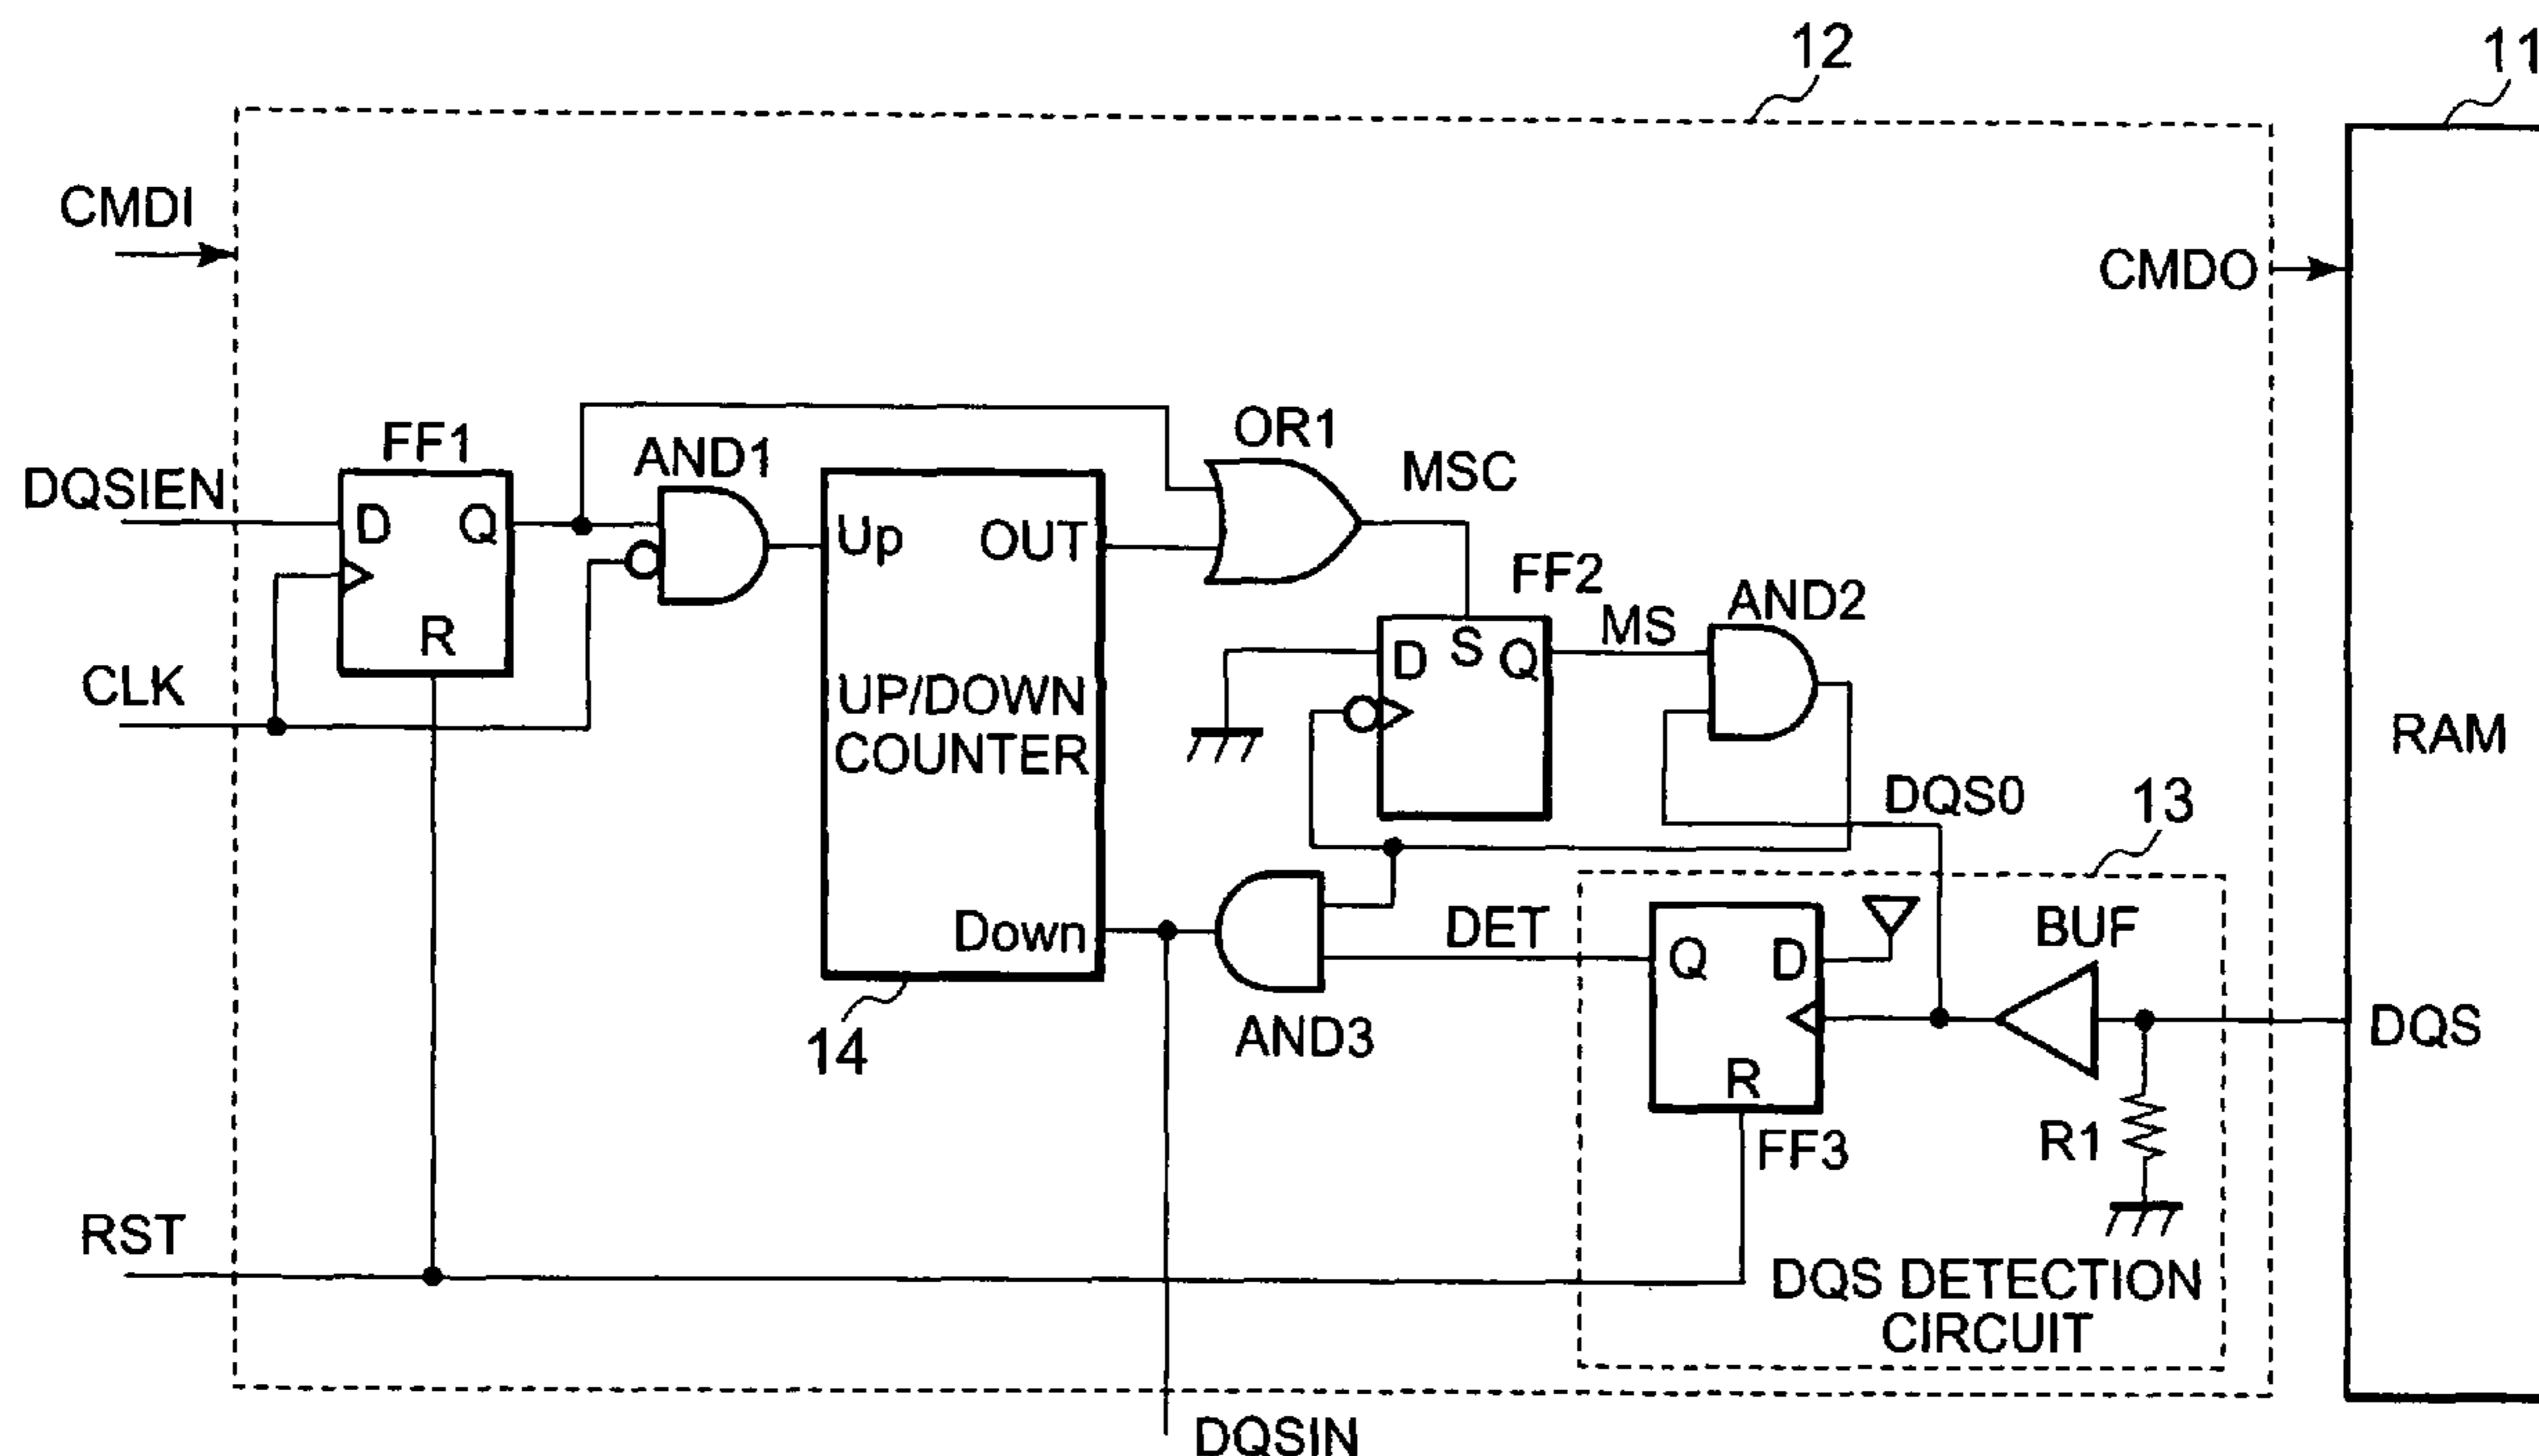 12
11
CMDI
CMDO
FF1
AND1
OR1
MSC
DQSIEN
D
Q
Up
OUT
FF2
AND2
R
MS
D
S
Q
CLK
UP/DOWN
COUNTER
RAM
DQS0
13
Down
DET
Q
D
BUF
14
AND3
R
FF3
R1
DQS
RST
DQS DETECTION
CIRCUIT
DQSIN